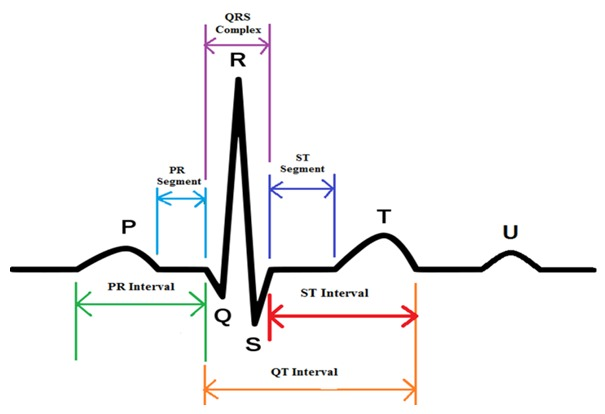 QRS
Complex
R
PR
Segment
ST
Segment
P
T
U
PR Interval
ST Interval
Q
S
QT Interval